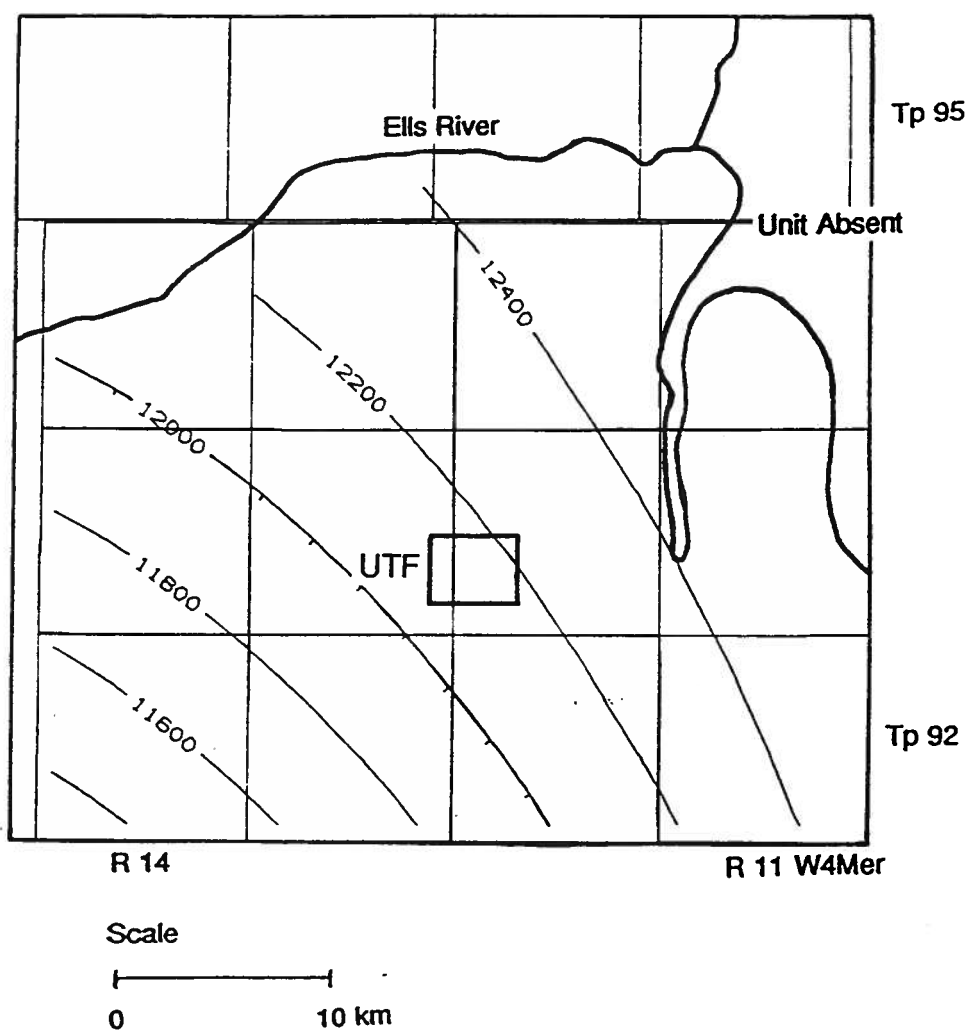 Tp 95
Ells River
Unit Absent
12400
12200
12000
11800
UTF
11600
Tp 92
R 14
R 11 W4Mer
Scale
0 10 km